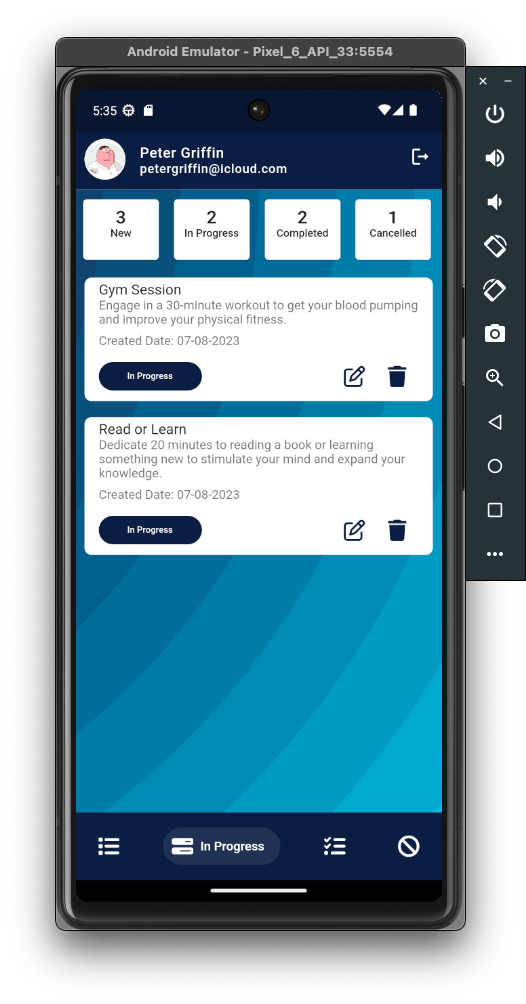 Android Emulator - Pixel_6_API_33:5554
5:35
Peter Griffin
petergriffin@icloud.com
3
New
2
In Progress
2
Completed
1
Cancelled
Gym Session
Engage in a 30-minute workout to get your blood pumping
and improve your physical fitness.
Created Date: 07-08-2023
In Progress
Read or Learn
Dedicate 20 minutes to reading a book or learning
something new to stimulate your mind and expand your
knowledge.
Created Date: 07-08-2023
In Progress
In Progress